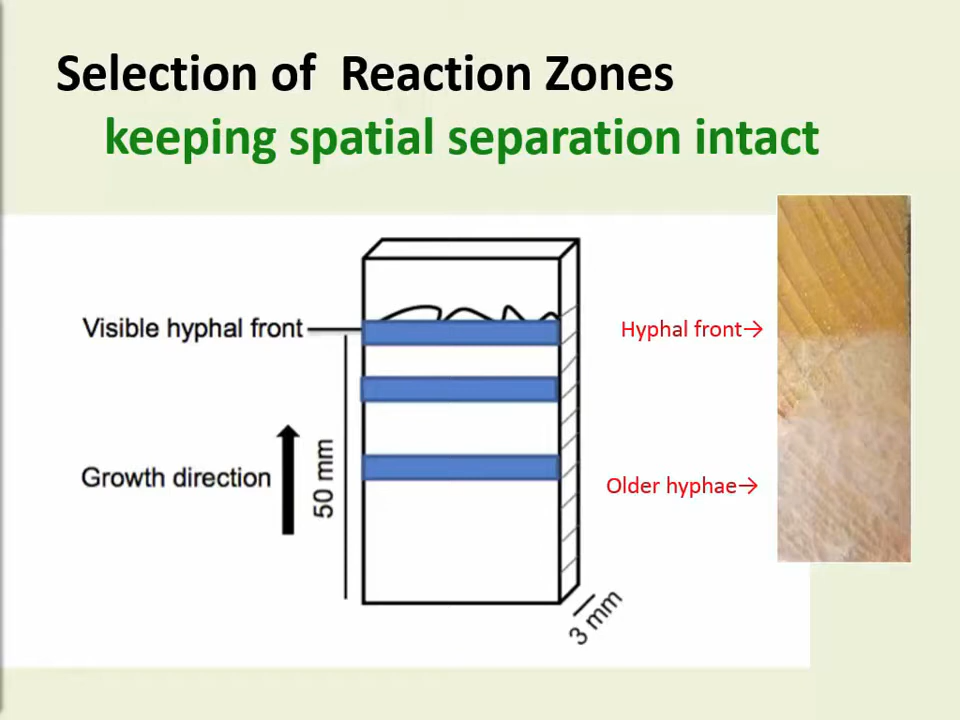 Selection of  Reaction Zones
keeping spatial separation intact
Visible hyphal front
Hyphal front→
Growth direction
50 mm
Older hyphae→
3 mm